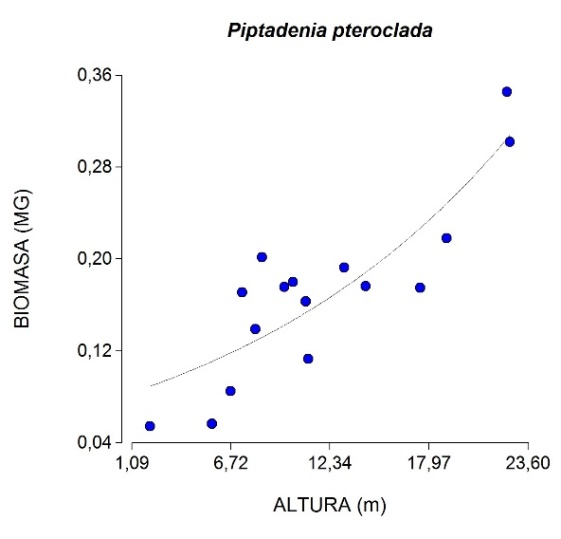 Piptadenia pteroclada
0,36
0,28
0,20
0,12
0,04
BIOMASA (MG)
1,09 6,72 12,34 17,97 23,60
ALTURA (m)